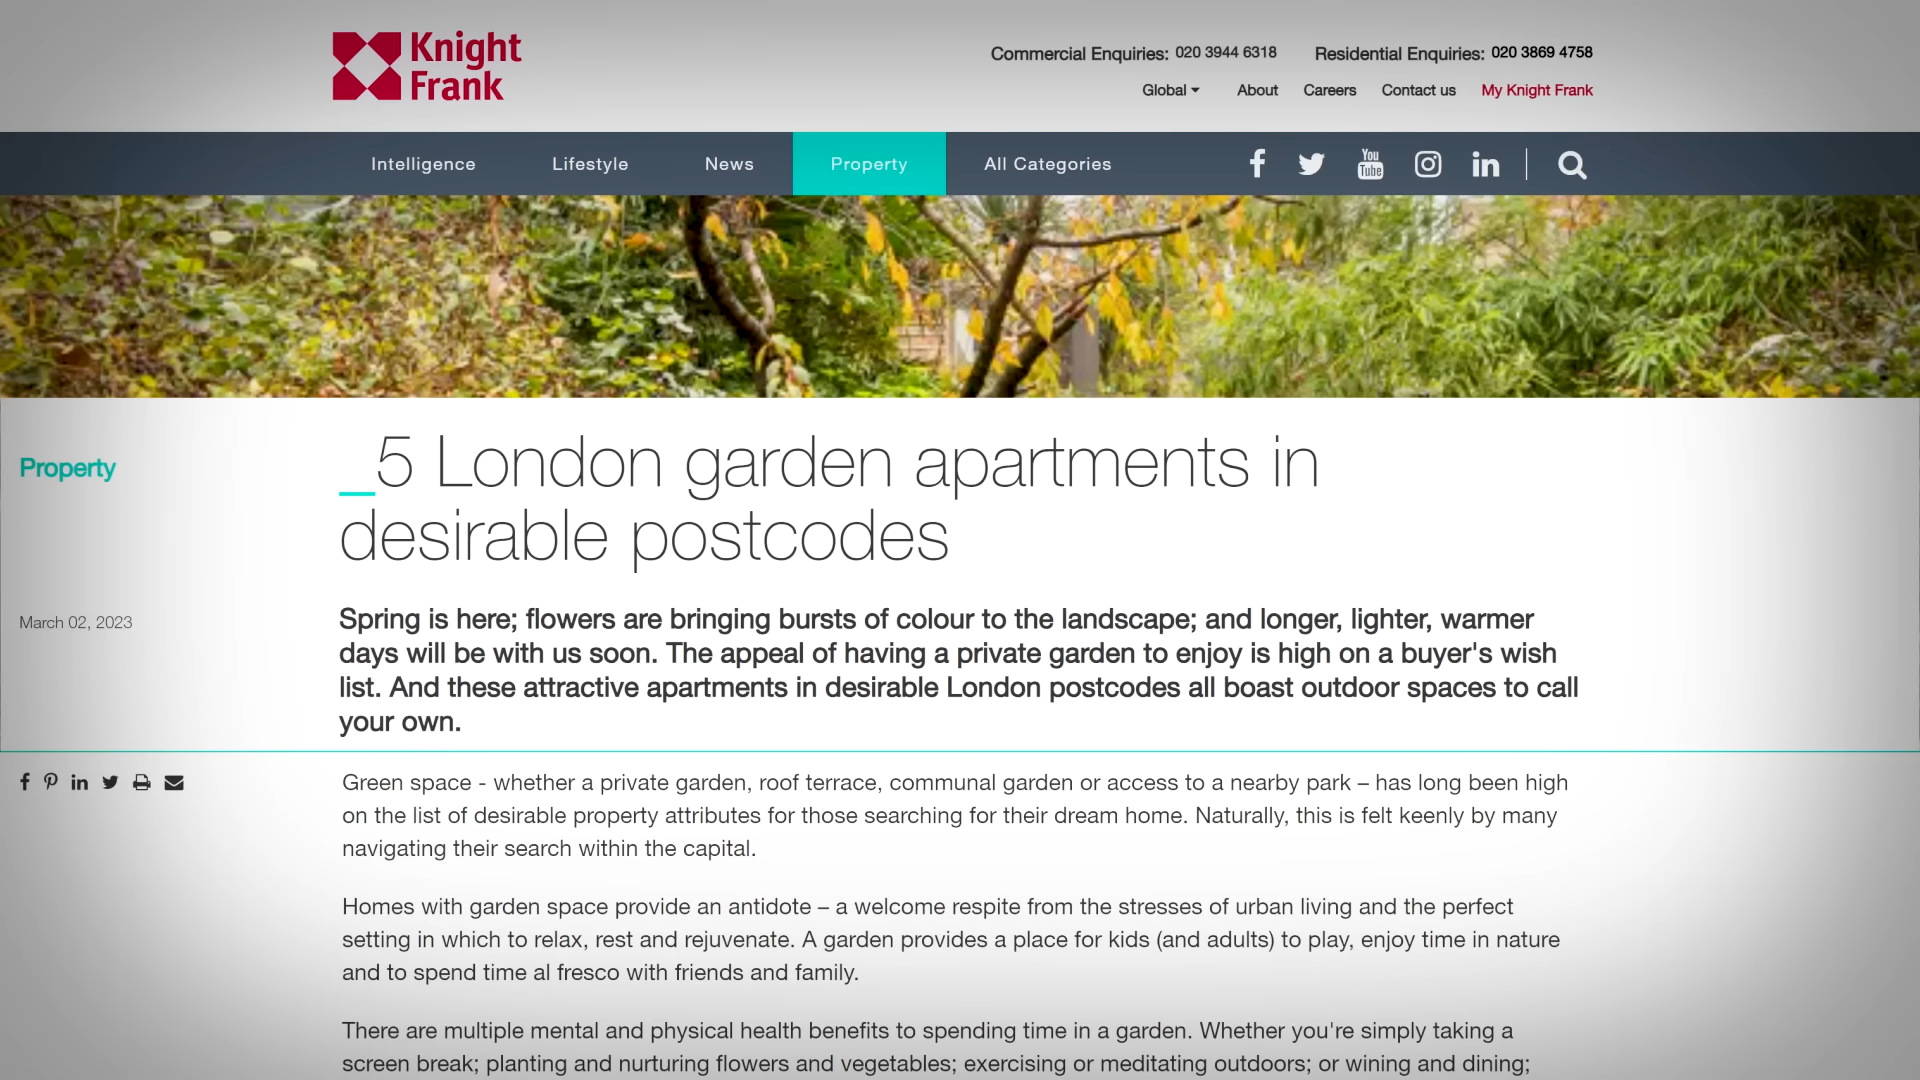 Knight
Frank
Commercial Enquiries: 020 3944 6318 Residential Enquiries: 020 3869 4758
Global About Careers Contact us My Knight Frank
Intelligence Lifestyle News Property All Categories
You
Tube
Property
_5 London garden apartments in
desirable postcodes
March 02, 2023
Spring is here; flowers are bringing bursts of colour to the landscape; and longer, lighter, warmer
days will be with us soon. The appeal of having a private garden to enjoy is high on a buyer's wish
list. And these attractive apartments in desirable London postcodes all boast outdoor spaces to call
your own.
Green space - whether a private garden, roof terrace, communal garden or access to a nearby park – has long been high
on the list of desirable property attributes for those searching for their dream home. Naturally, this is felt keenly by many
navigating their search within the capital.
Homes with garden space provide an antidote – a welcome respite from the stresses of urban living and the perfect
setting in which to relax, rest and rejuvenate. A garden provides a place for kids (and adults) to play, enjoy time in nature
and to spend time al fresco with friends and family.
There are multiple mental and physical health benefits to spending time in a garden. Whether you're simply taking a
screen break; planting and nurturing flowers and vegetables; exercising or meditating outdoors; or wining and dining;